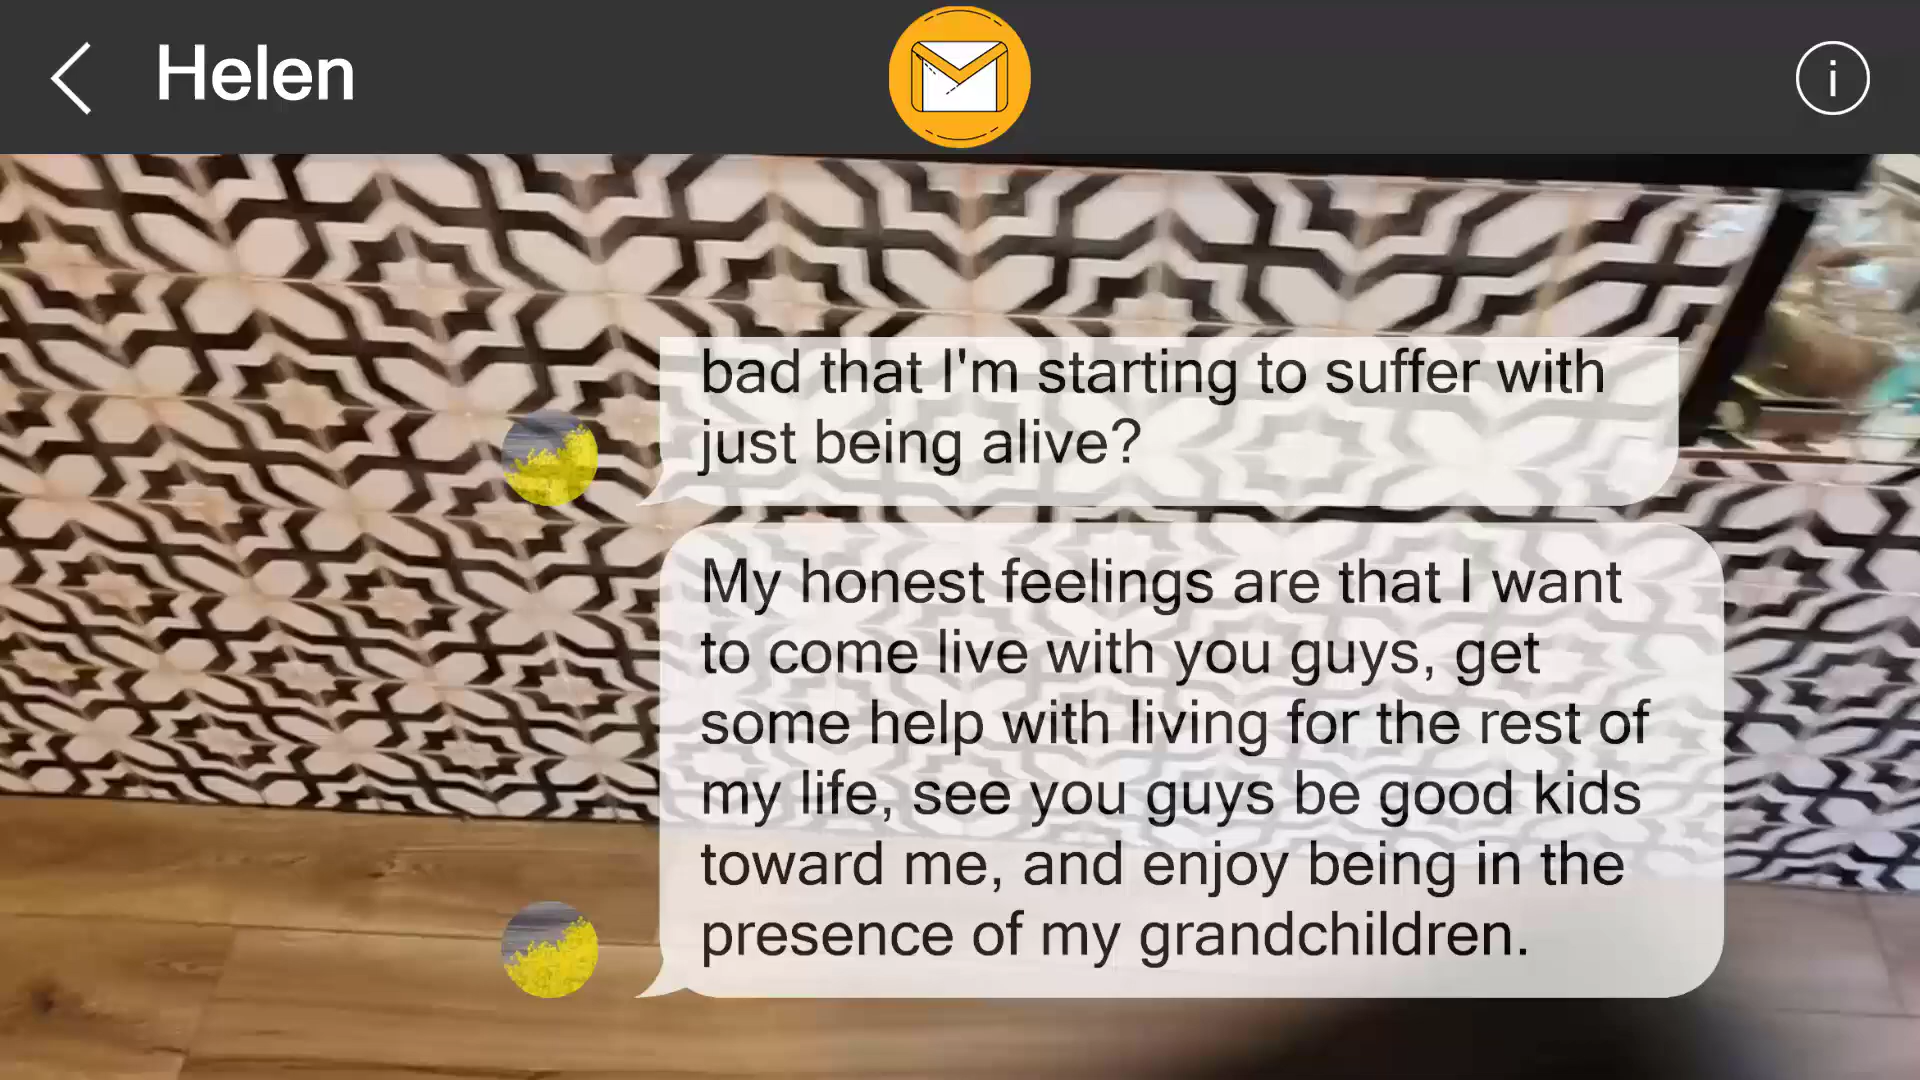 Helen
i
bad that I'm starting to suffer with
just being alive?
My honest feelings are that I want
to come live with you guys, get
some help with living for the rest of
my life, see you guys be good kids
toward me, and enjoy being in the
presence of my grandchildren.